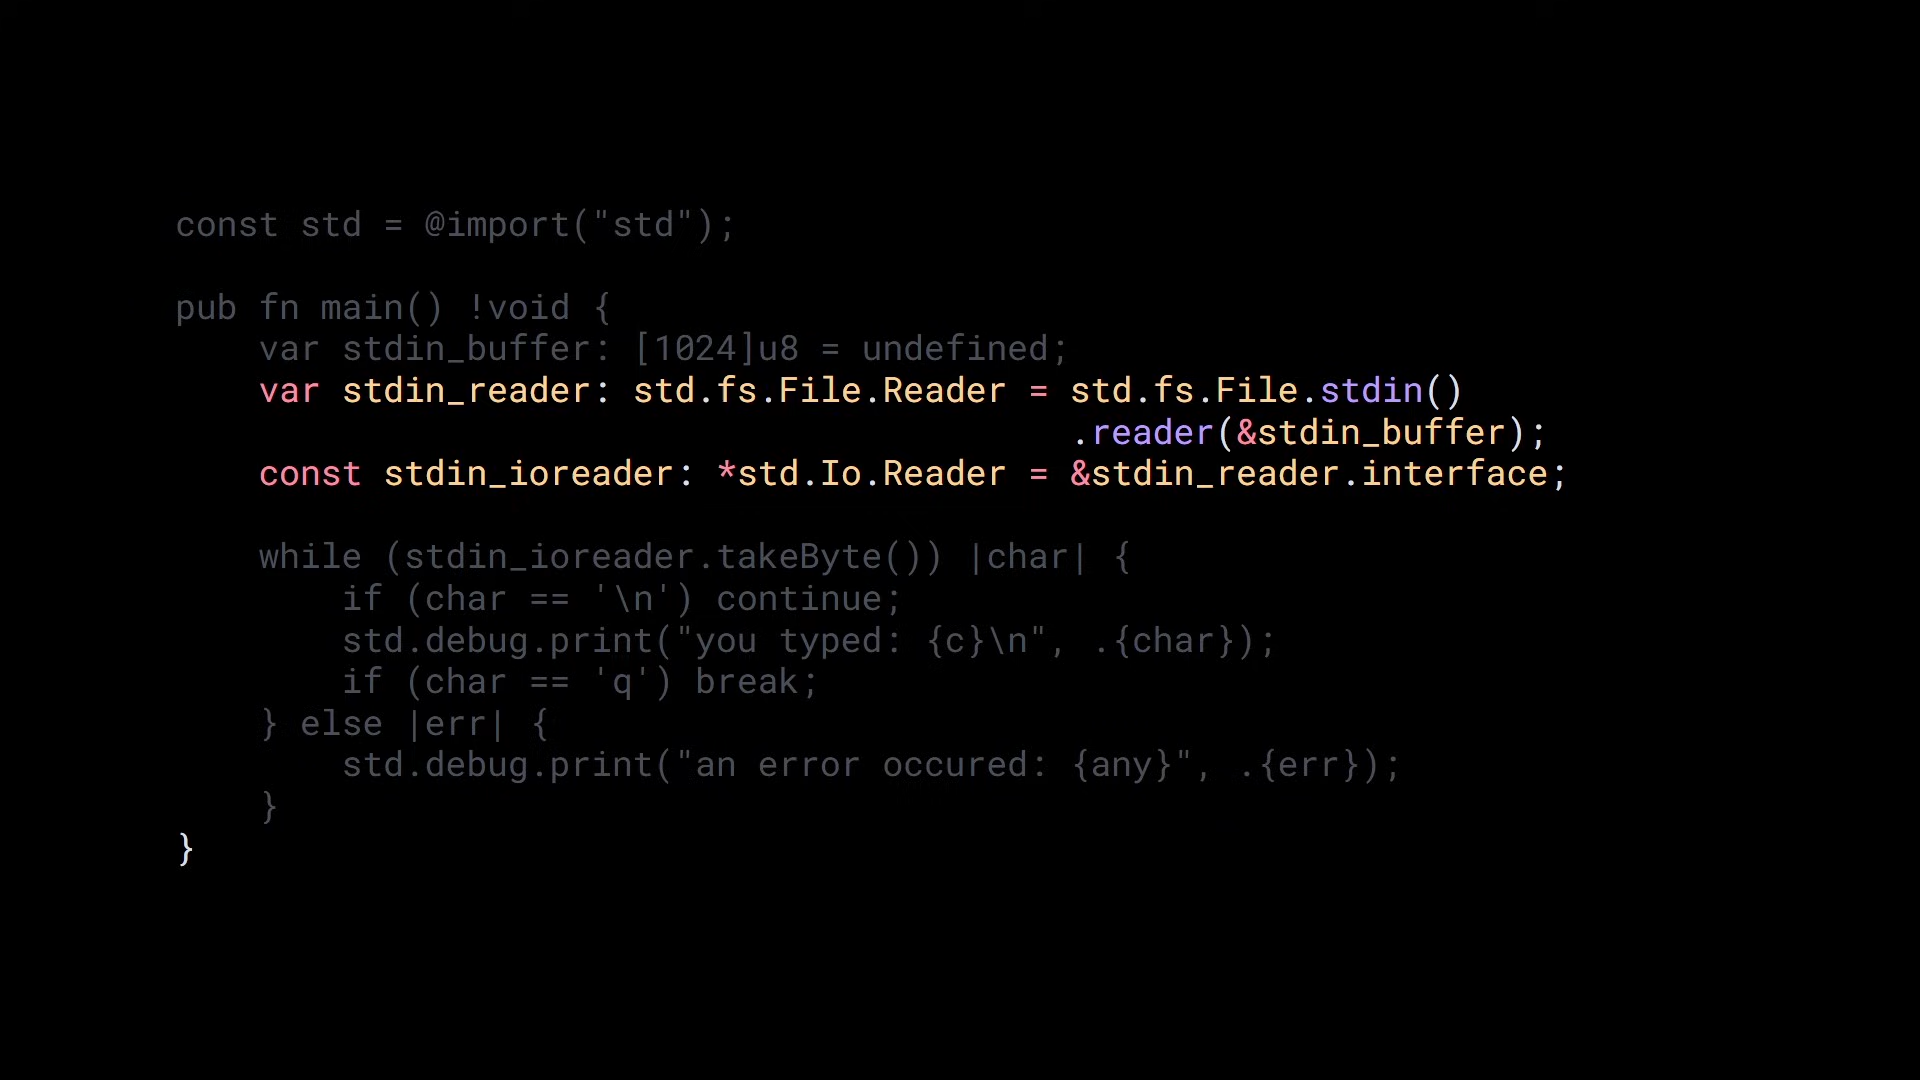 const std = @import("std");
pub fn main() !void {
    var stdin_buffer: [1024]u8 = undefined;
    var stdin_reader: std.fs.File.Reader = std.fs.File.stdin()
                                           .reader(&stdin_buffer);
    const stdin_ioreader: *std.Io.Reader = &stdin_reader.interface;
    while (stdin_ioreader.takeByte()) |char| {
        if (char == '\n') continue;
        std.debug.print("you typed: {c}\n", .{char});
        if (char == 'q') break;
    } else |err| {
        std.debug.print("an error occured: {any}", .{err});
    }
}